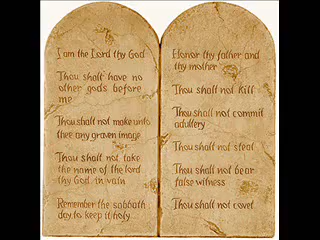 I am the Lord thy God
Thou shalt have no
other gods before
me
Thou shalt not make unto
thee any graven image
Thou shalt not take
the name of the lord
thy God in vain
Remember the sabbath
day to keep it holy
Honor thy father and
thy mother
Thou shalt not kill
Thou shalt not commit
adultery
Thou shalt not steal
Thou shalt not bear
false witness
Thou shalt not covet